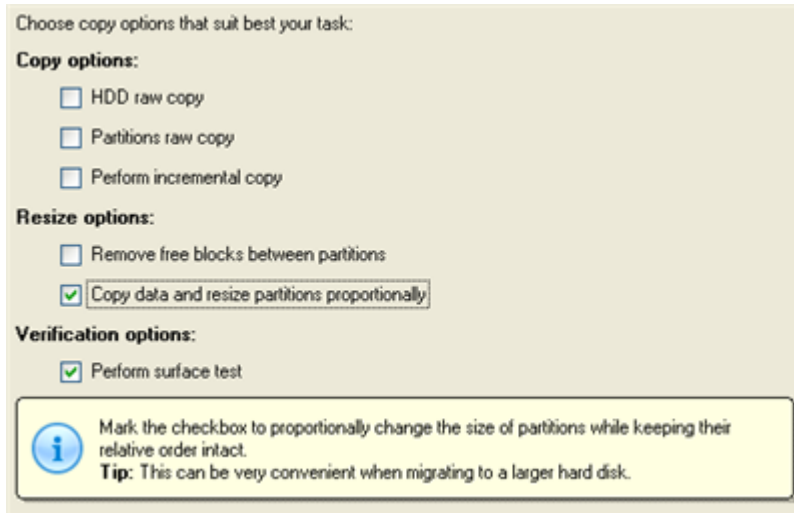 Choose copy options that suit best your task:
Copy options:
HDD raw copy
Partitions raw copy
Perform incremental copy
Resize options:
Remove free blocks between partitions
Copy data and resize partitions proportionally
Verification options:
Perform surface test
Mark the checkbox to proportionally change the size of partitions while keeping their
relative order intact.
Tip: This can be very convenient when migrating to a larger hard disk.